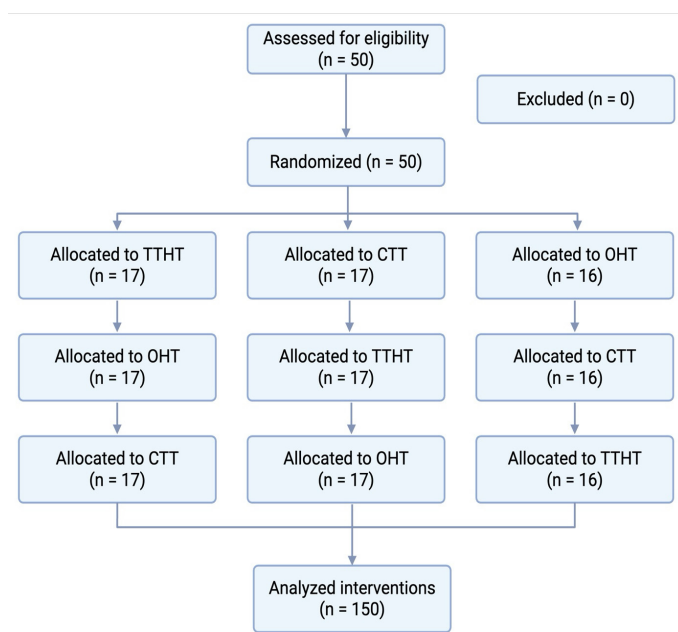 Assessed for eligibility
(n = 50)
Excluded (n = 0)
Randomized (n = 50)
Allocated to TTHT
(n = 17)
Allocated to CTT
(n = 17)
Allocated to OHT
(n = 16)
Allocated to OHT
(n = 17)
Allocated to TTHT
(n = 17)
Allocated to CTT
(n = 16)
Allocated to CTT
(n = 17)
Allocated to OHT
(n = 17)
Allocated to TTHT
(n = 16)
Analyzed interventions
(n = 150)